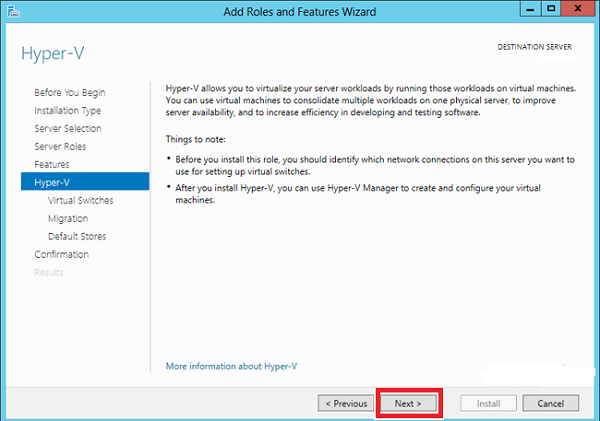 Add Roles and Features Wizard
Hyper-V
DESTINATION SERVER
Before You Begin
Installation Type
Server Selection
Server Roles
Features
Hyper-V
Virtual Switches
Migration
Default Stores
Confirmation
Results
Hyper-V allows you to virtualize your server workloads by running those workloads on virtual machines.
You can use virtual machines to consolidate multiple workloads on one physical server, to improve
server availability, and to increase efficiency in developing and testing software.
Things to note:
• Before you install this role, you should identify which network connections on this server you want to
use for setting up virtual switches.
• After you install Hyper-V, you can use Hyper-V Manager to create and configure your virtual
machines.
More information about Hyper-V
< Previous
Next >
Install
Cancel